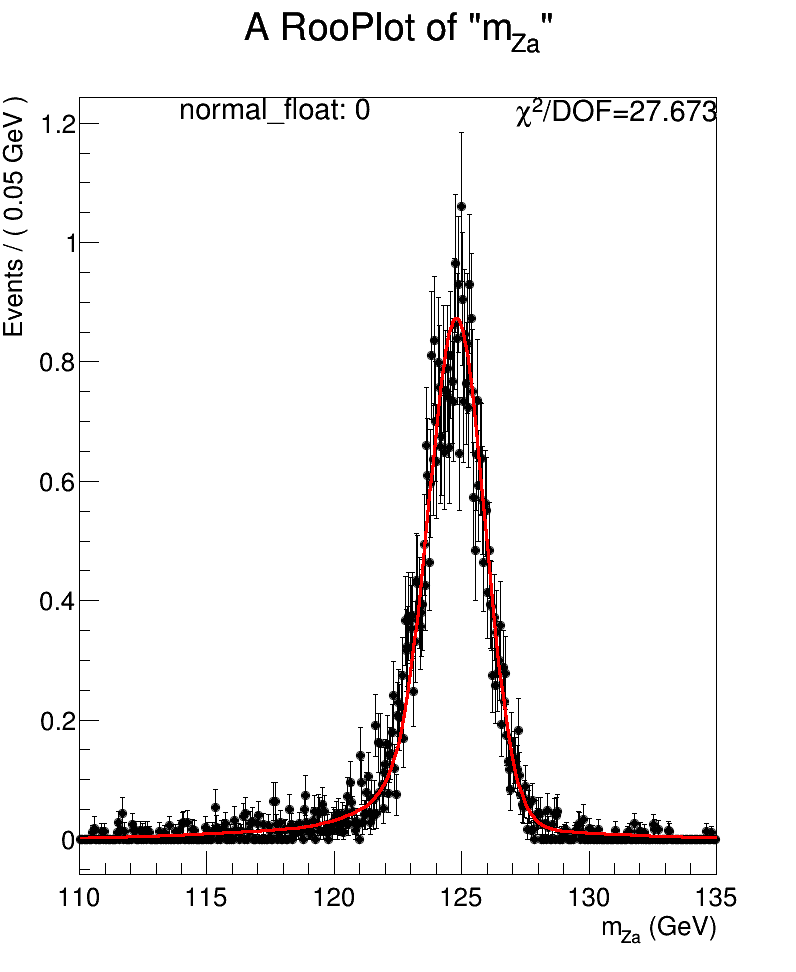 A RooPlot of "m_Za"
normal_float: 0
χ²/DOF=27.673
Events / ( 0.05 GeV )
1.2
1
0.8
0.6
0.4
0.2
0
110 115 120 125 130 135
m_Za (GeV)